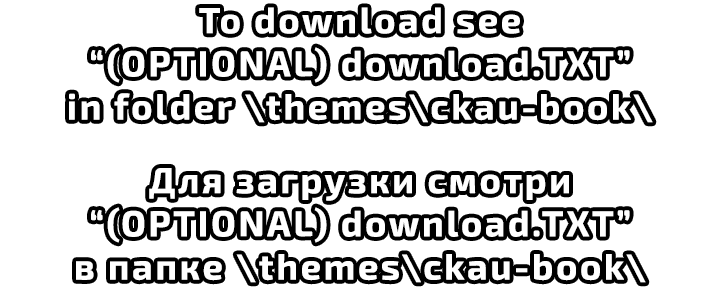 To download see
“(OPTIONAL) download.TXT”
in folder \themes\ckau-book\
Для загрузки смотри
“(OPTIONAL) download.TXT”
в папке \themes\ckau-book\